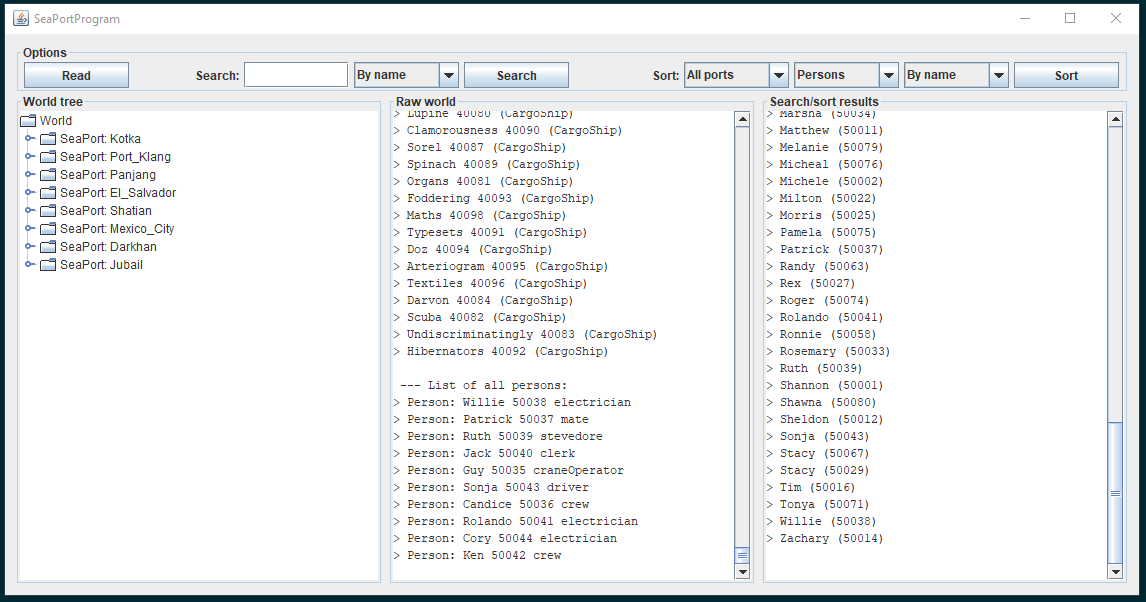 SeaPortProgram
Options
Read Search: By name Search Sort: All ports Persons By name Sort
World tree
World
SeaPort: Kotka
SeaPort: Port_Klang
SeaPort: Panjang
SeaPort: El_Salvador
SeaPort: Shatian
SeaPort: Mexico_City
SeaPort: Darkhan
SeaPort: Jubail
Raw world
> Lupine 40080 (CargoShip)
> Clamorousness 40090 (CargoShip)
> Sorel 40087 (CargoShip)
> Spinach 40089 (CargoShip)
> Organs 40081 (CargoShip)
> Foddering 40093 (CargoShip)
> Maths 40098 (CargoShip)
> Typesets 40091 (CargoShip)
> Doz 40094 (CargoShip)
> Arteriogram 40095 (CargoShip)
> Textiles 40096 (CargoShip)
> Darvon 40084 (CargoShip)
> Scuba 40082 (CargoShip)
> Undiscriminatingly 40083 (CargoShip)
> Hibernators 40092 (CargoShip)
--- List of all persons:
> Person: Willie 50038 electrician
> Person: Patrick 50037 mate
> Person: Ruth 50039 stevedore
> Person: Jack 50040 clerk
> Person: Guy 50035 craneOperator
> Person: Sonja 50043 driver
> Person: Candice 50036 crew
> Person: Rolando 50041 electrician
> Person: Cory 50044 electrician
> Person: Ken 50042 crew
Search/sort results
> Marsha (50034)
> Matthew (50011)
> Melanie (50079)
> Micheal (50076)
> Michele (50002)
> Milton (50022)
> Morris (50025)
> Pamela (50075)
> Patrick (50037)
> Randy (50063)
> Rex (50027)
> Roger (50074)
> Rolando (50041)
> Ronnie (50058)
> Rosemary (50033)
> Ruth (50039)
> Shannon (50001)
> Shawna (50080)
> Sheldon (50012)
> Sonja (50043)
> Stacy (50067)
> Stacy (50029)
> Tim (50016)
> Tonya (50071)
> Willie (50038)
> Zachary (50014)